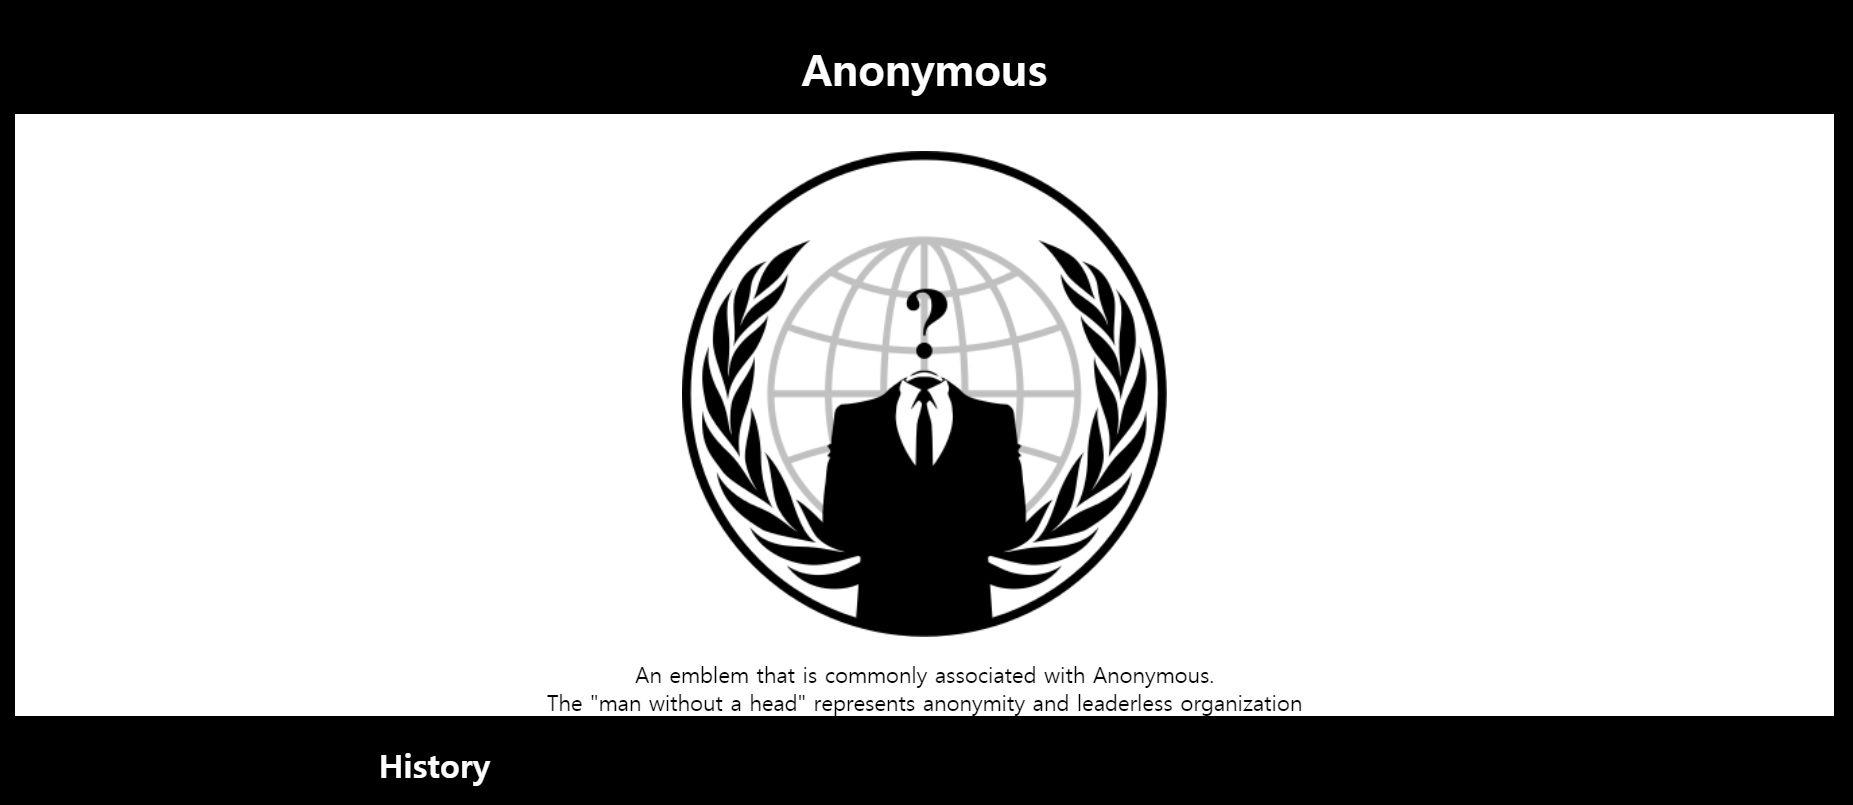 Anonymous
?
An emblem that is commonly associated with Anonymous.
The "man without a head" represents anonymity and leaderless organization
History